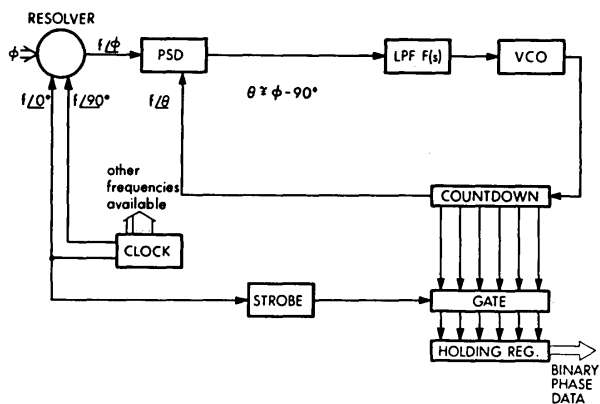 RESOLVER
ϕ
f∠ϕ
PSD
LPF F(s)
VCO
f∠0°
f∠90°
f∠θ
θ ≅ ϕ-90°
other
frequencies
available
COUNTDOWN
CLOCK
STROBE
GATE
HOLDING REG.
BINARY
PHASE
DATA